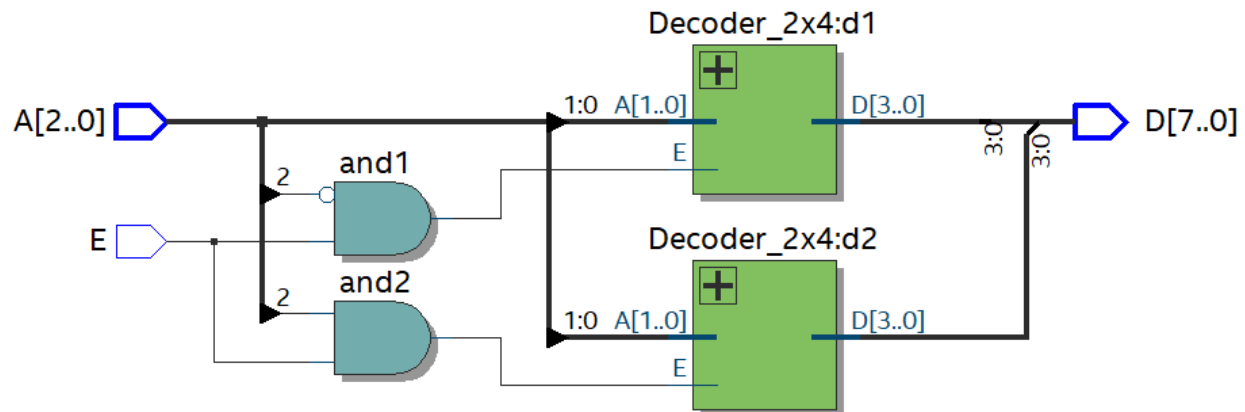 Decoder_2x4:d1
A[2..0]
1:0
A[1..0]
D[3..0]
3:0
3:0
D[7..0]
and1
2
E
E
and2
2
Decoder_2x4:d2
1:0
A[1..0]
D[3..0]
E